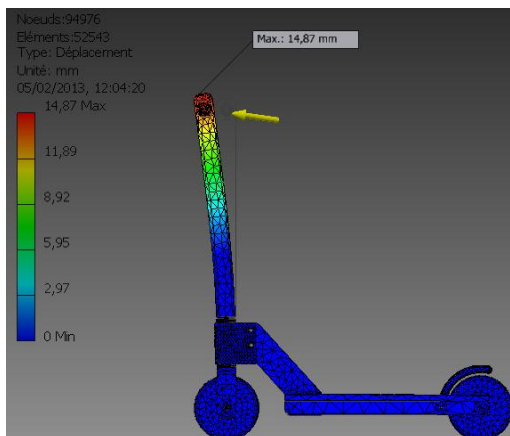 Noeuds:94976
Eléments:52543
Type: Déplacement
Unité: mm
05/02/2013, 12:04:20
14,87 Max
11,89
8,92
5,95
2,97
0 Min
Max.: 14,87 mm